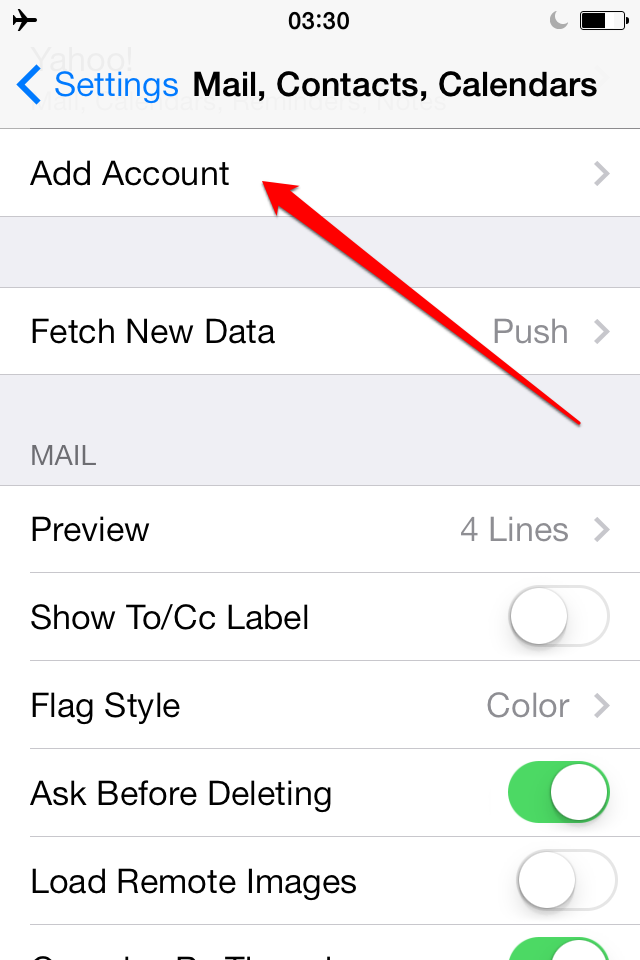 03:30
Yahoo!
Settings Mail, Contacts, Calendars
Mail, Calendars, Reminders, Notes
Add Account
Fetch New Data Push
MAIL
Preview 4 Lines
Show To/Cc Label
Flag Style Color
Ask Before Deleting
Load Remote Images